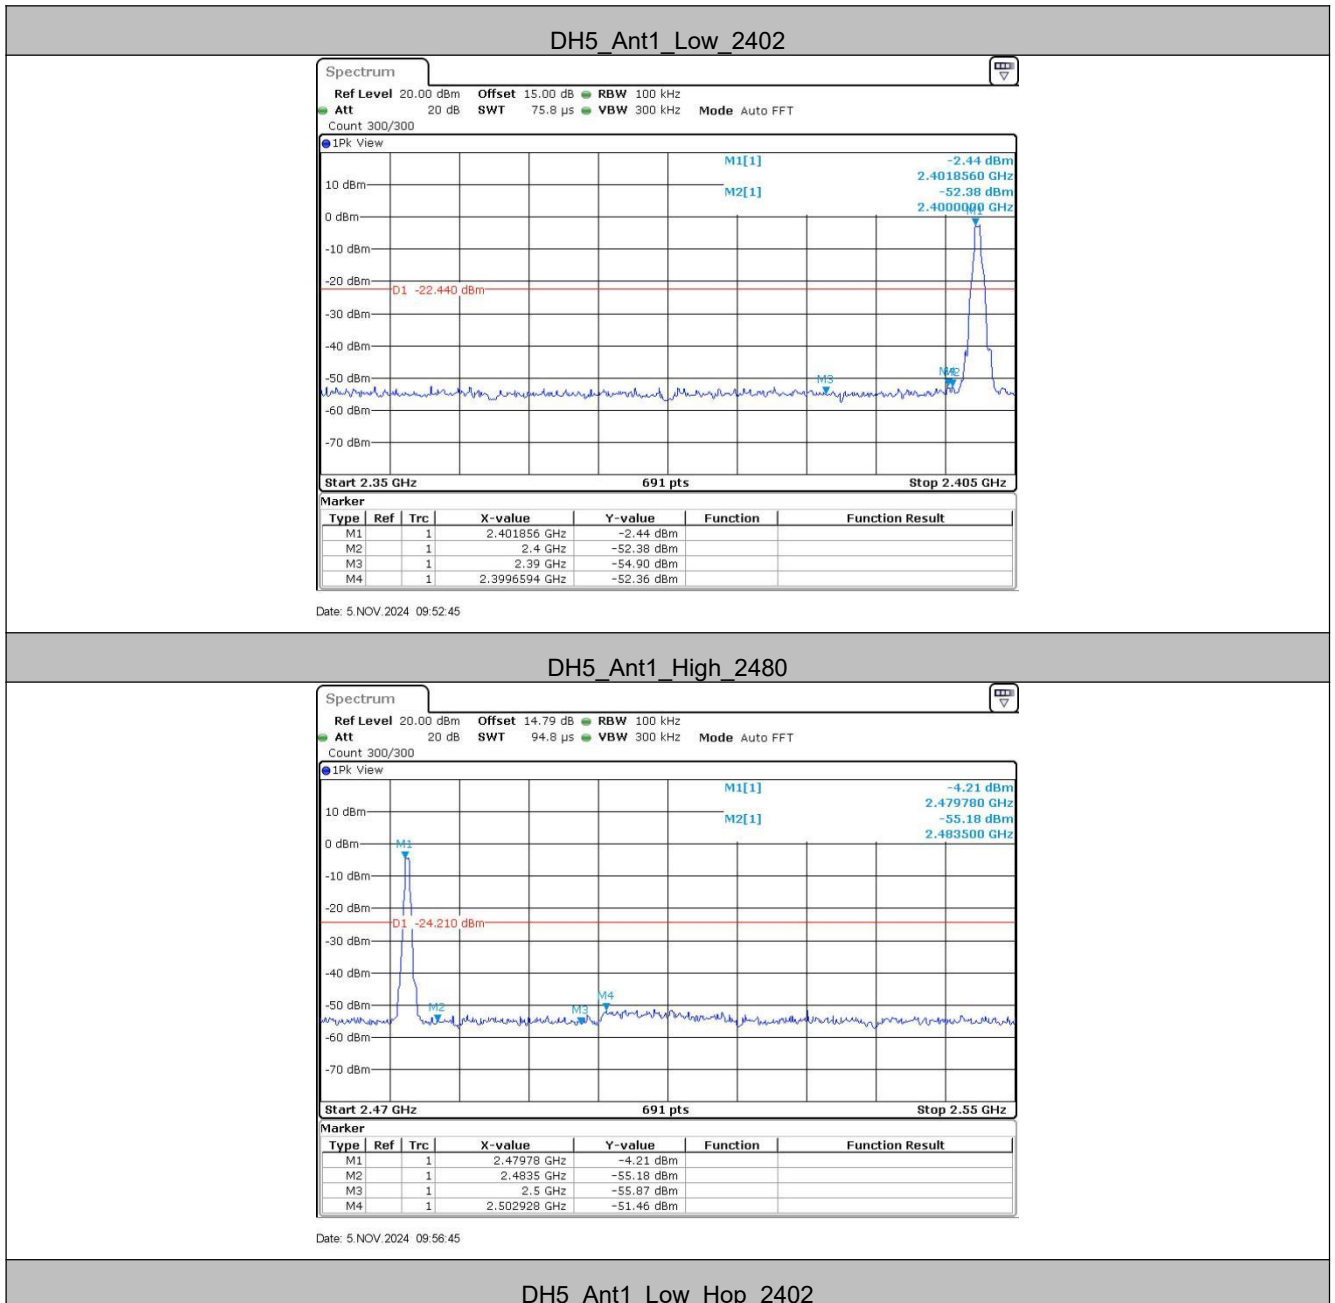 DH5_Ant1_Low_2402
Spectrum
Ref Level 20.00 dBm Offset 15.00 dB RBW 100 kHz
Att 20 dB SWT 75.8 µs VBW 300 kHz Mode Auto FFT
Count 300/300
1Pk View
M1[1] -2.44 dBm
2.4018560 GHz
10 dBm
M2[1] -52.38 dBm
2.4000000 GHz
M1
0 dBm
-10 dBm
-20 dBm
D1 -22.440 dBm
-30 dBm
-40 dBm
-50 dBm
M3
M4
M2
-60 dBm
-70 dBm
Start 2.35 GHz 691 pts Stop 2.405 GHz
Marker
Type Ref Trc X-value Y-value Function Function Result
M1 1 2.401856 GHz -2.44 dBm
M2 1 2.4 GHz -52.38 dBm
M3 1 2.39 GHz -54.90 dBm
M4 1 2.3996594 GHz -52.36 dBm
Date: 5.NOV.2024 09:52:45
DH5_Ant1_High_2480
Spectrum
Ref Level 20.00 dBm Offset 14.79 dB RBW 100 kHz
Att 20 dB SWT 94.8 µs VBW 300 kHz Mode Auto FFT
Count 300/300
1Pk View
M1[1] -4.21 dBm
2.479780 GHz
10 dBm
M2[1] -55.18 dBm
2.483500 GHz
0 dBm
M1
-10 dBm
-20 dBm
D1 -24.210 dBm
-30 dBm
-40 dBm
-50 dBm
M2
M3
M4
-60 dBm
-70 dBm
Start 2.47 GHz 691 pts Stop 2.55 GHz
Marker
Type Ref Trc X-value Y-value Function Function Result
M1 1 2.47978 GHz -4.21 dBm
M2 1 2.4835 GHz -55.18 dBm
M3 1 2.5 GHz -55.87 dBm
M4 1 2.502928 GHz -51.46 dBm
Date: 5.NOV.2024 09:56:45
DH5_Ant1_Low_Hop_2402